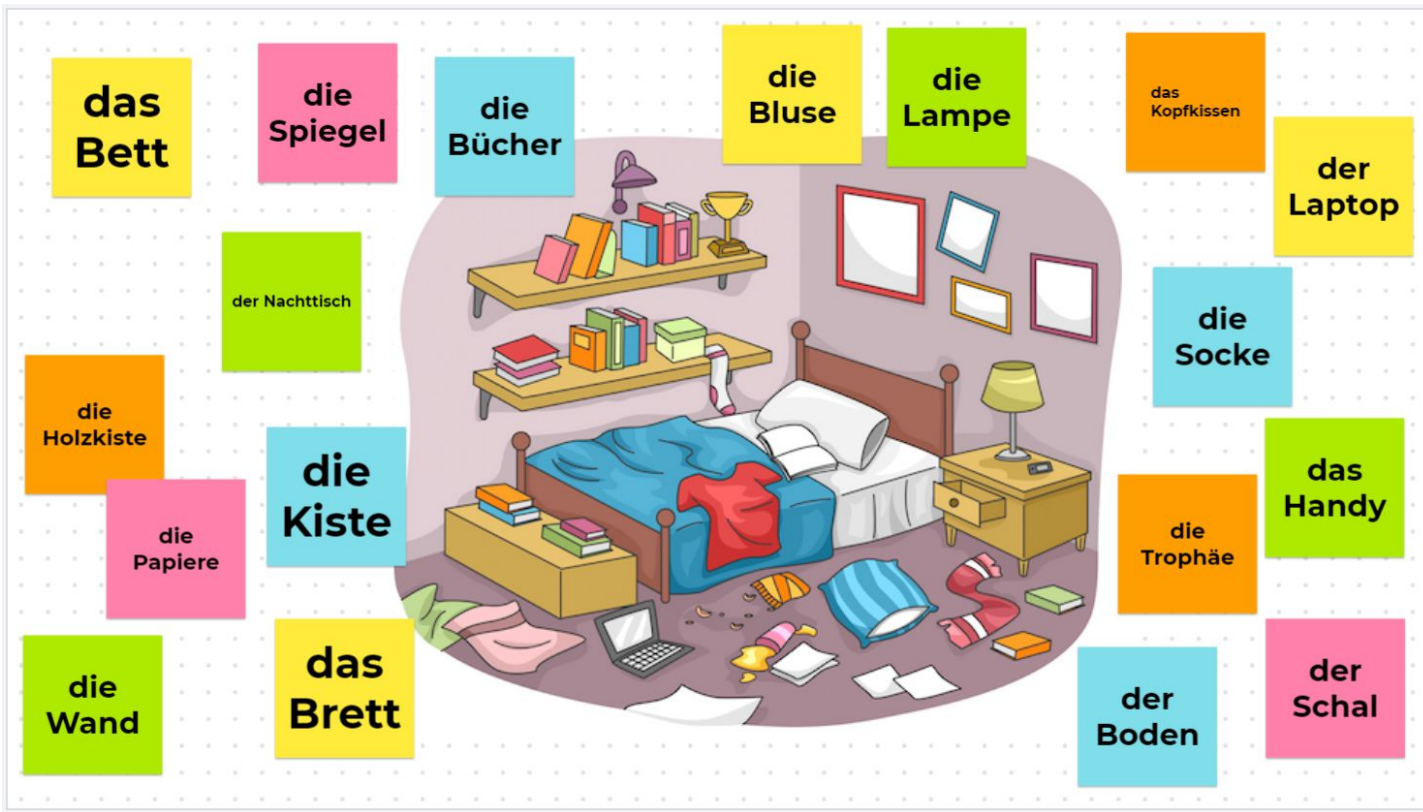 das
Bett
die
Spiegel
die
Bücher
die
Bluse
die
Lampe
das
Kopfkissen
der
Laptop
der Nachttisch
die
Socke
die
Holzkiste
die
Kiste
das
Handy
die
Papiere
die
Trophäe
die
Wand
das
Brett
der
Boden
der
Schal